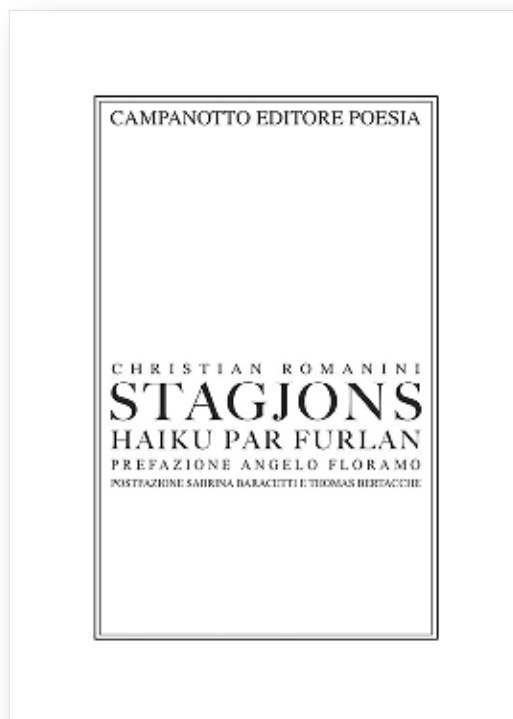 CAMPANOTTO EDITORE POESIA
CHRISTIAN ROMANINI
STAGJONS
HAIKU PAR FURLAN
PREFAZIONE ANGELO FLORAMO
POSTFAZIONE SABRINA BARACETTI E THOMAS BERTACCHE